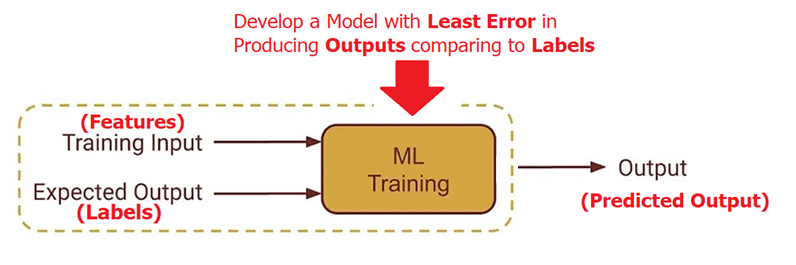 Develop a Model with Least Error in
Producing Outputs comparing to Labels
(Features)
Training Input
Expected Output
(Labels)
ML
Training
Output
(Predicted Output)